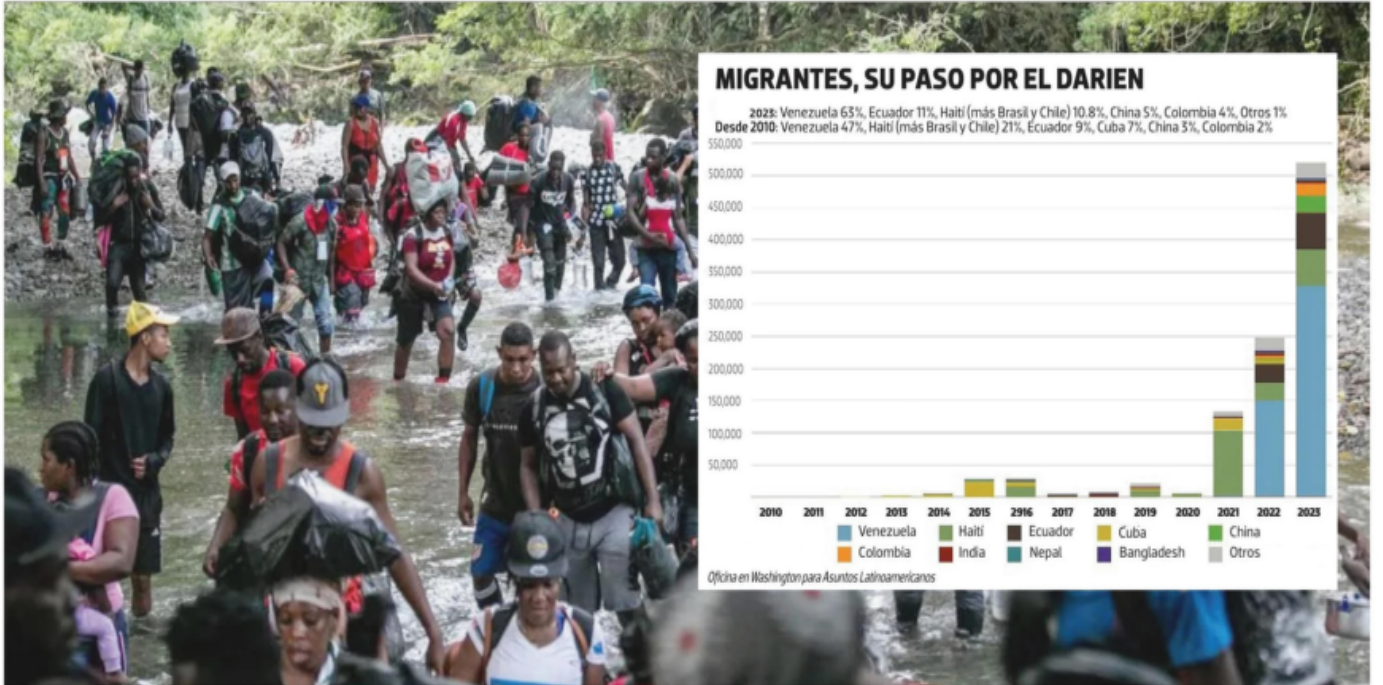 MIGRANTES, SU PASO POR EL DARIEN
2023: Venezuela 63%, Ecuador 11%, Haití (más Brasil y Chile) 10.8%, China 5%, Colombia 4%, Otros 1%
Desde 2010: Venezuela 47%, Haití (más Brasil y Chile) 21%, Ecuador 9%, Cuba 7%, China 3%, Colombia 2%
550,000
500,000
450,000
400,000
350,000
300,000
250,000
200,000
150,000
100,000
50,000
2010 2011 2012 2013 2014 2015 2916 2017 2018 2019 2020 2021 2022 2023
Venezuela Haití Ecuador Cuba China
Colombia India Nepal Bangladesh Otros
Oficina en Washington para Asuntos Latinoamericanos